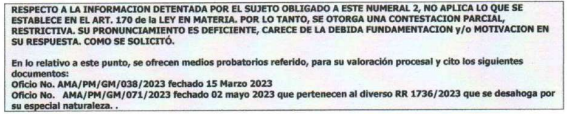 RESPECTO A LA INFORMACION DETENTADA POR EL SUJETO OBLIGADO A ESTE NUMERAL 2, NO APLICA LO QUE SE
ESTABLECE EN EL ART. 170 de la LEY EN MATERIA. POR LO TANTO, SE OTORGA UNA CONTESTACION PARCIAL,
RESTRICTIVA. SU PRONUNCIAMIENTO ES DEFICIENTE, CARECE DE LA DEBIDA FUNDAMENTACION y/o MOTIVACION EN
SU RESPUESTA. COMO SE SOLICITÓ.
En lo relativo a este punto, se ofrecen medios probatorios referido, para su valoración procesal y cito los siguientes
documentos:
Oficio No. AMA/PM/GM/038/2023 fechado 15 Marzo 2023
Oficio No. AMA/PM/GM/071/2023 fechado 02 mayo 2023 que pertenecen al diverso RR 1736/2023 que se desahoga por
su especial naturaleza. .